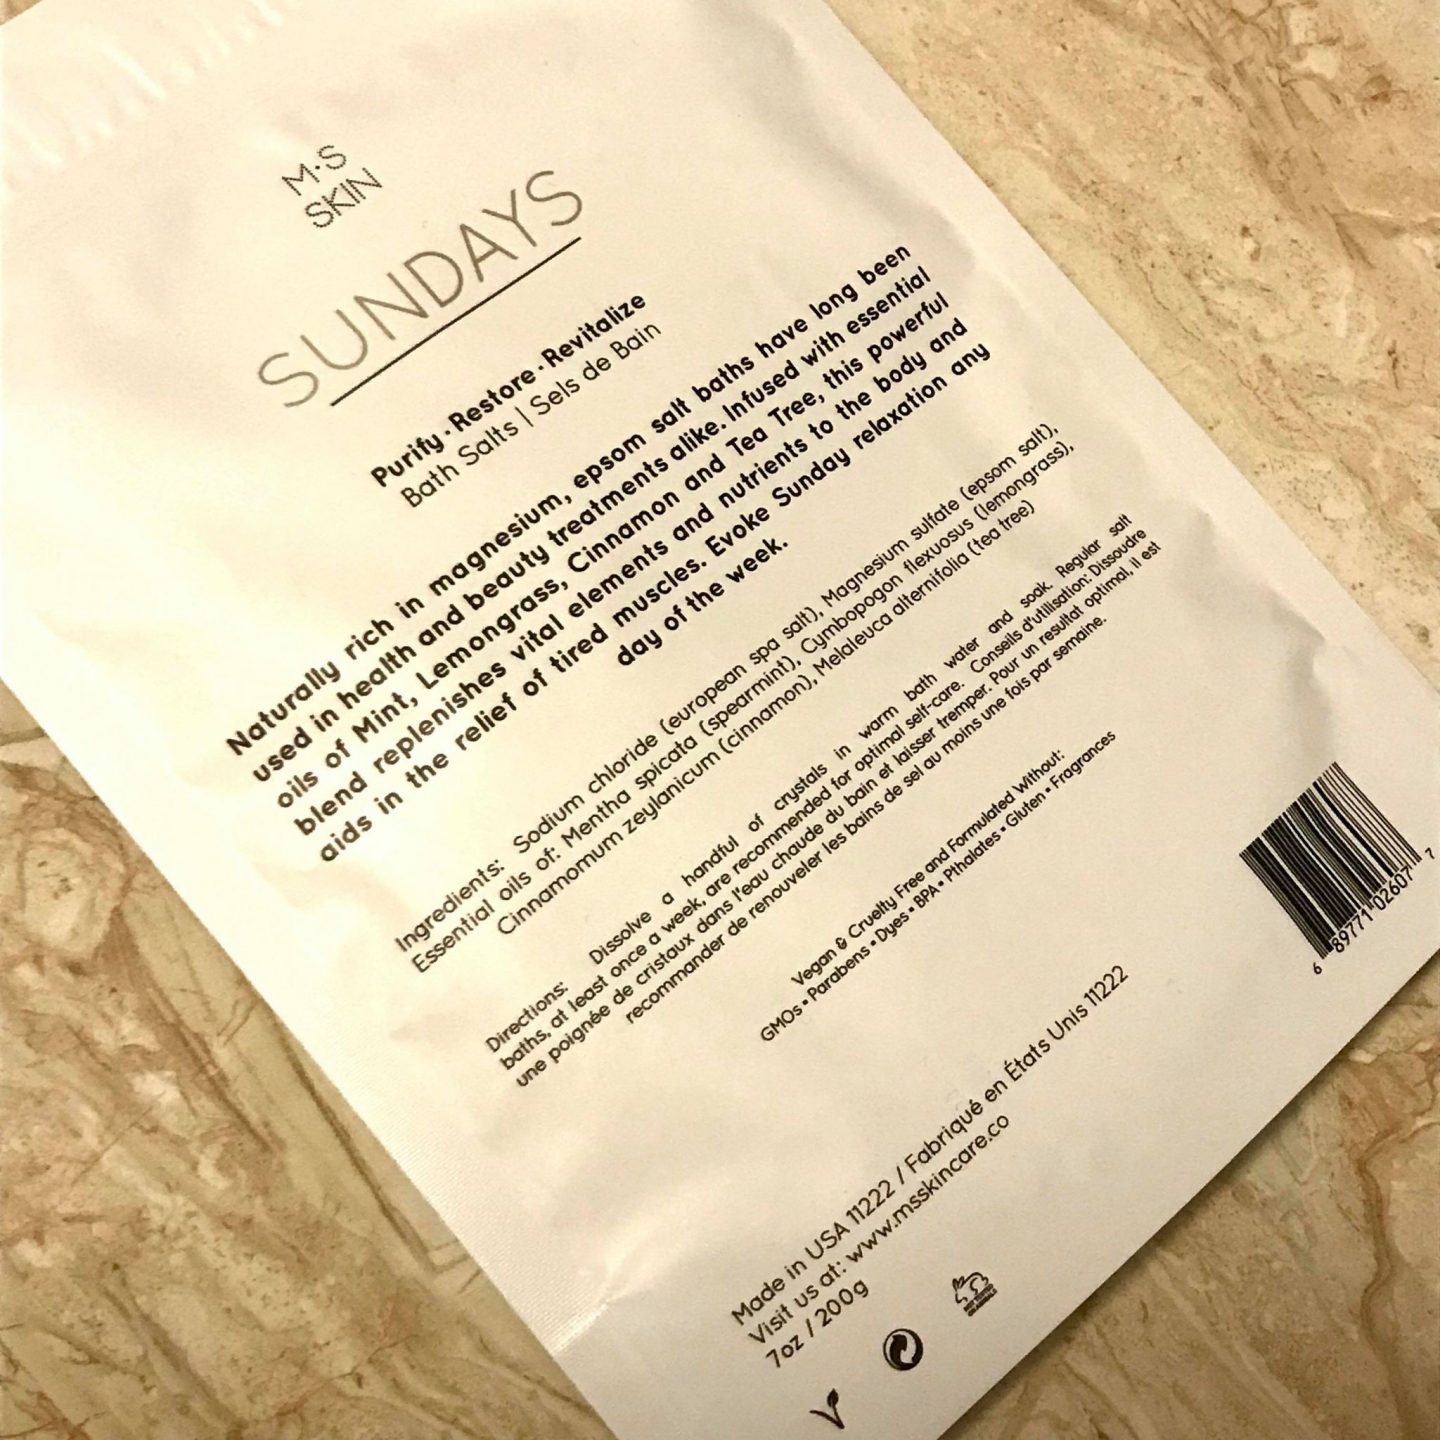 M·S
SKIN
SUNDAYS
Purify · Restore · Revitalize
Bath Salts | Sels de Bain
Naturally rich in magnesium, epsom salt baths have long been
used in health and beauty treatments alike. Infused with essential
oils of Mint, Lemongrass, Cinnamon and Tea Tree, this powerful
blend replenishes vital elements and nutrients to the body and
aids in the relief of tired muscles. Evoke Sunday relaxation any
day of the week.
Ingredients: Sodium chloride (european spa salt), Magnesium sulfate (epsom salt),
Essential oils of: Mentha spicata (spearmint), Cymbopogon flexuosus (lemongrass),
Cinnamomum zeylanicum (cinnamon), Melaleuca alternifolia (tea tree)
Directions: Dissolve a handful of crystals in warm bath water and soak. Regular salt
baths, at least once a week, are recommended for optimal self-care. Conseils d'utilisation: Dissoudre
une poignée de cristaux dans l'eau chaude du bain et laisser tremper. Pour un resultat optimal, il est
recommander de renouveler les bains de sel au moins une fois par semaine.
Vegan & Cruelty Free and Formulated Without:
GMOs • Parabens • Dyes • BPA • Pthalates • Gluten • Fragrances
6 89771 02607 7
Made in USA 11222 / Fabriqué en États Unis 11222
Visit us at: www.msskincare.co
7oz / 200g
NOT TESTED
ON ANIMALS